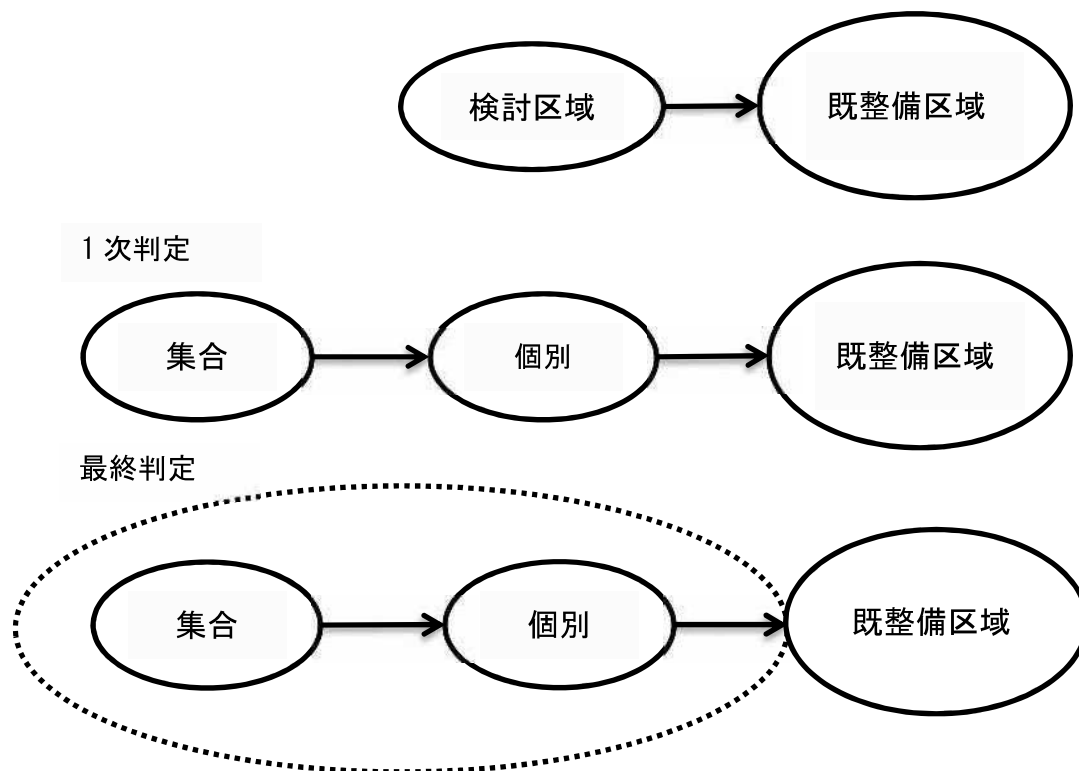 検討区域
既整備区域
1次判定
集合
個別
既整備区域
最終判定
集合
個別
既整備区域